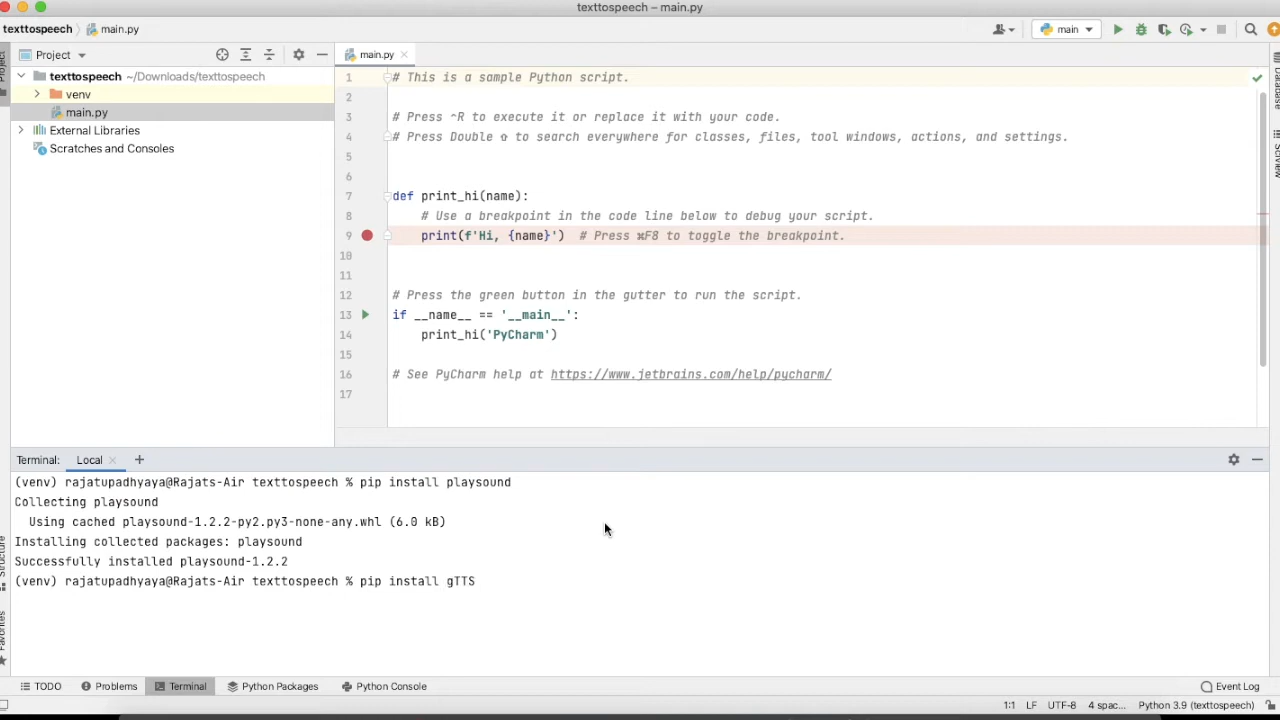 texttospeech – main.py
texttospeech main.py
main
Project
main.py
texttospeech ~/Downloads/texttospeech
venv
main.py
External Libraries
Scratches and Consoles
1 # This is a sample Python script.
2
3 # Press ⌃R to execute it or replace it with your code.
4 # Press Double ⇧ to search everywhere for classes, files, tool windows, actions, and settings.
5
6
7 def print_hi(name):
8 # Use a breakpoint in the code line below to debug your script.
9 print(f'Hi, {name}') # Press ⌘F8 to toggle the breakpoint.
10
11
12 # Press the green button in the gutter to run the script.
13 if __name__ == '__main__':
14 print_hi('PyCharm')
15
16 # See PyCharm help at https://www.jetbrains.com/help/pycharm/
17
Project
Database
SciView
Structure
Favorites
Terminal: Local
(venv) rajatupadhyaya@Rajats-Air texttospeech % pip install playsound
Collecting playsound
Using cached playsound-1.2.2-py2.py3-none-any.whl (6.0 kB)
Installing collected packages: playsound
Successfully installed playsound-1.2.2
(venv) rajatupadhyaya@Rajats-Air texttospeech % pip install gTTS
TODO Problems Terminal Python Packages Python Console Event Log
1:1 LF UTF-8 4 spac... Python 3.9 (texttospeech)